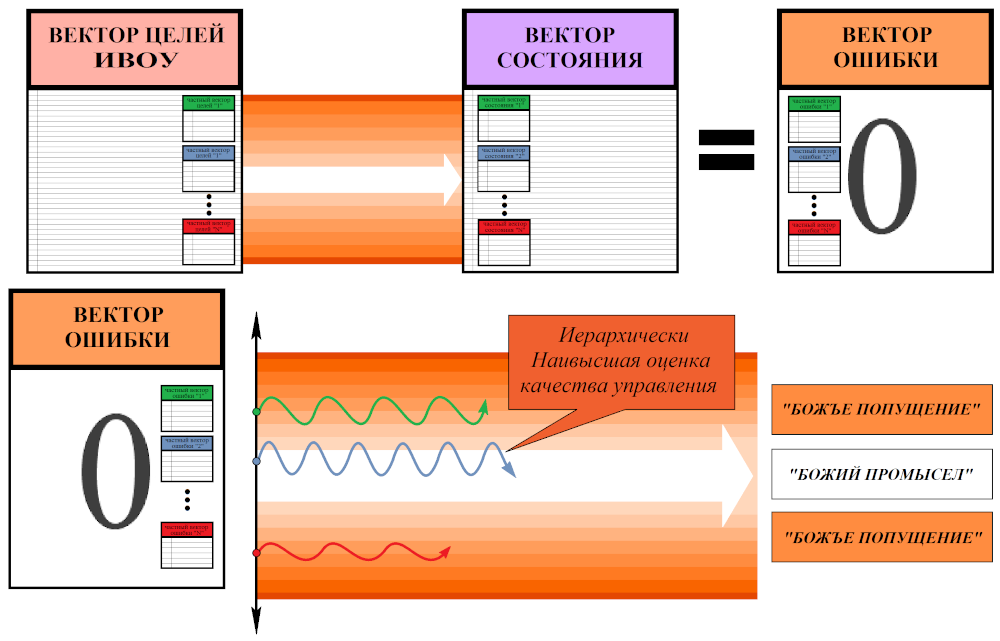 ВЕКТОР ЦЕЛЕЙ
ИВОУ
ВЕКТОР
СОСТОЯНИЯ
ВЕКТОР
ОШИБКИ
частный вектор
целей "1"
частный вектор
целей "1"
частный вектор
целей "N"
частный вектор
состояния "1"
частный вектор
состояния "2"
частный вектор
состояния "N"
=
частный вектор
ошибки "1"
частный вектор
ошибки "2"
частный вектор
ошибки "N"
0
ВЕКТОР
ОШИБКИ
частный вектор
ошибки "1"
частный вектор
ошибки "2"
частный вектор
ошибки "N"
0
Иерархически
Наивысшая оценка
качества управления
"БОЖЪЕ ПОПУЩЕНИЕ"
"БОЖИЙ ПРОМЫСЕЛ"
"БОЖЪЕ ПОПУЩЕНИЕ"